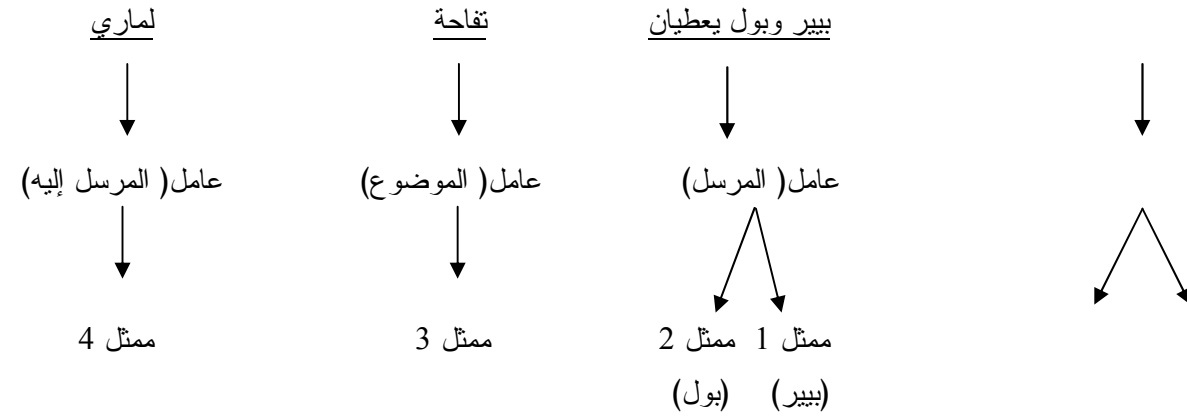 بيير وبول يعطيان تفاحة لماري
عامل( المرسل) عامل( الموضوع) عامل( المرسل إليه)
ممثل 1 ممثل 2 ممثل 3 ممثل 4
(بيير) (بول)